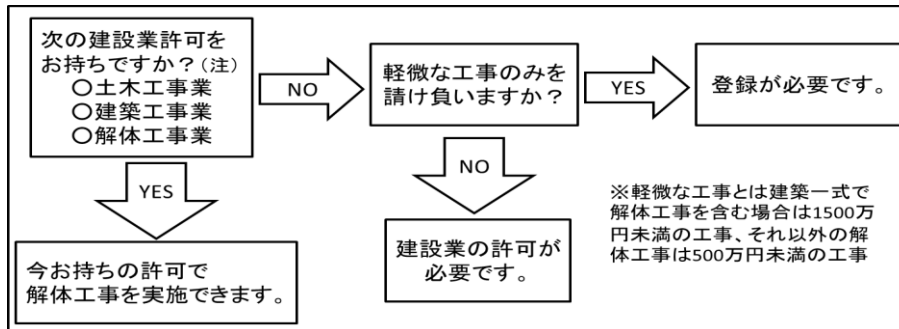 次の建設業許可を
お持ちですか？（注）
〇土木工事業
〇建築工事業
〇解体工事業
NO
軽微な工事のみを
請け負いますか？
YES
登録が必要です。
YES
NO
今お持ちの許可で
解体工事を実施できます。
建設業の許可が
必要です。
※軽微な工事とは建築一式で
解体工事を含む場合は1500万
円未満の工事、それ以外の解
体工事は500万円未満の工事